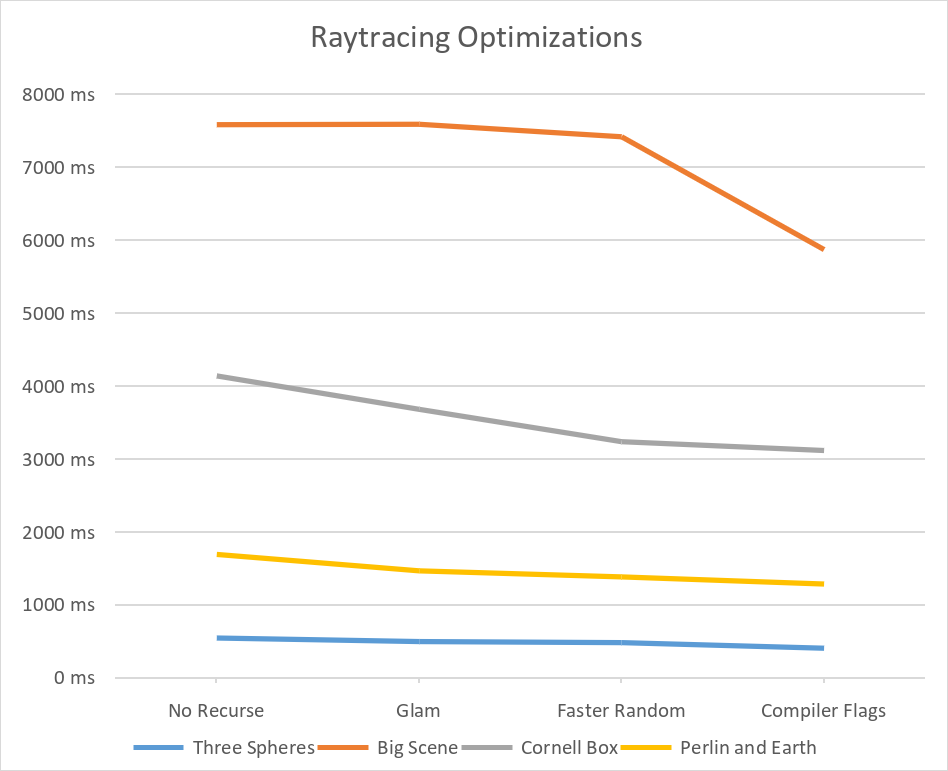 Raytracing Optimizations
8000 ms
7000 ms
6000 ms
5000 ms
4000 ms
3000 ms
2000 ms
1000 ms
0 ms
No Recurse Glam Faster Random Compiler Flags
Three Spheres Big Scene Cornell Box Perlin and Earth